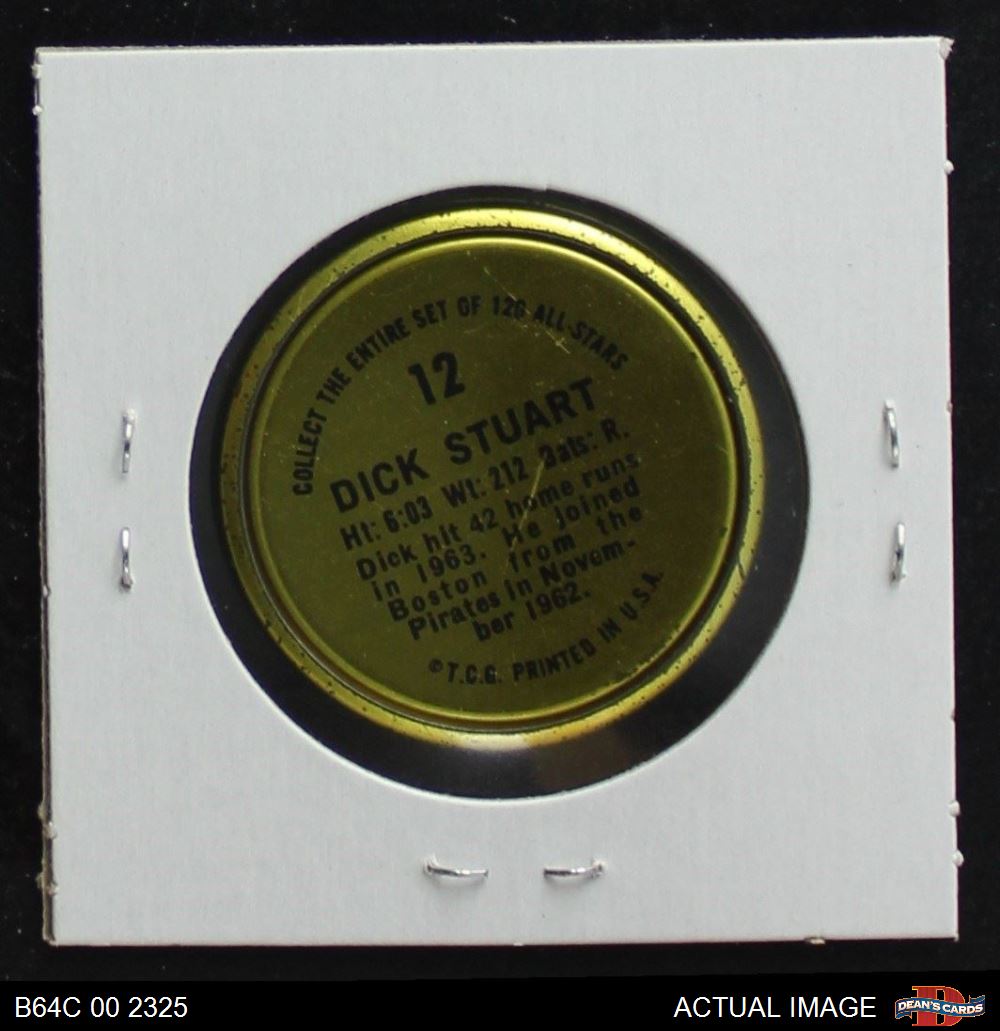 COLLECT THE ENTIRE SET OF 120 ALL-STARS
12
DICK STUART
Ht: 6:03 Wt: 212 Bats: R.
Dick hit 42 home runs
in 1963. He joined
Boston from the
Pirates in Novem-
ber 1962.
©T.C.G. PRINTED IN U.S.A.
B64C 00 2325
ACTUAL IMAGE
D
DEAN'S CARDS